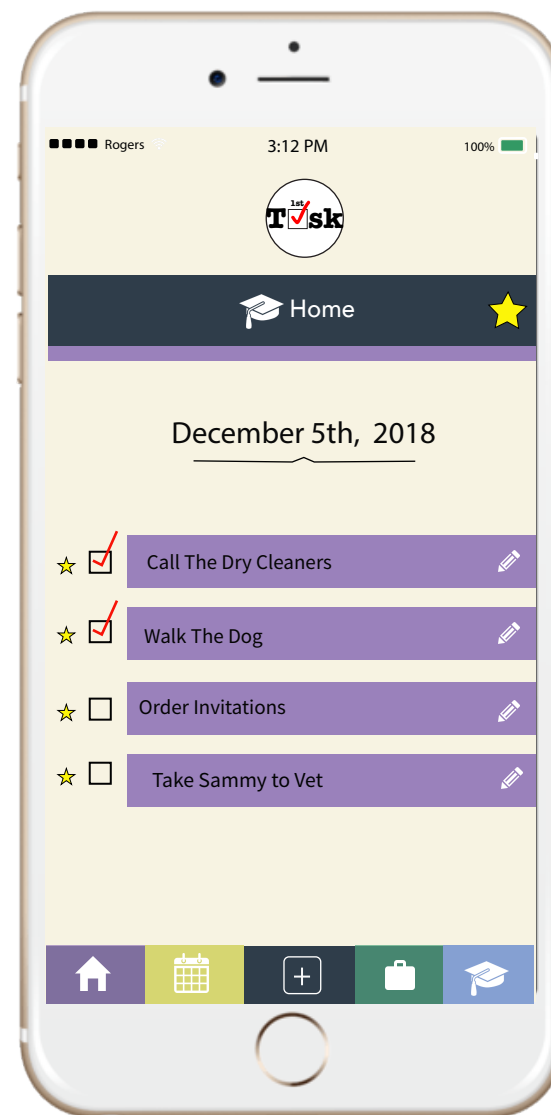 Rogers 3:12 PM 100%
1st
Task
Home
December 5th, 2018
Call The Dry Cleaners
Walk The Dog
Order Invitations
Take Sammy to Vet